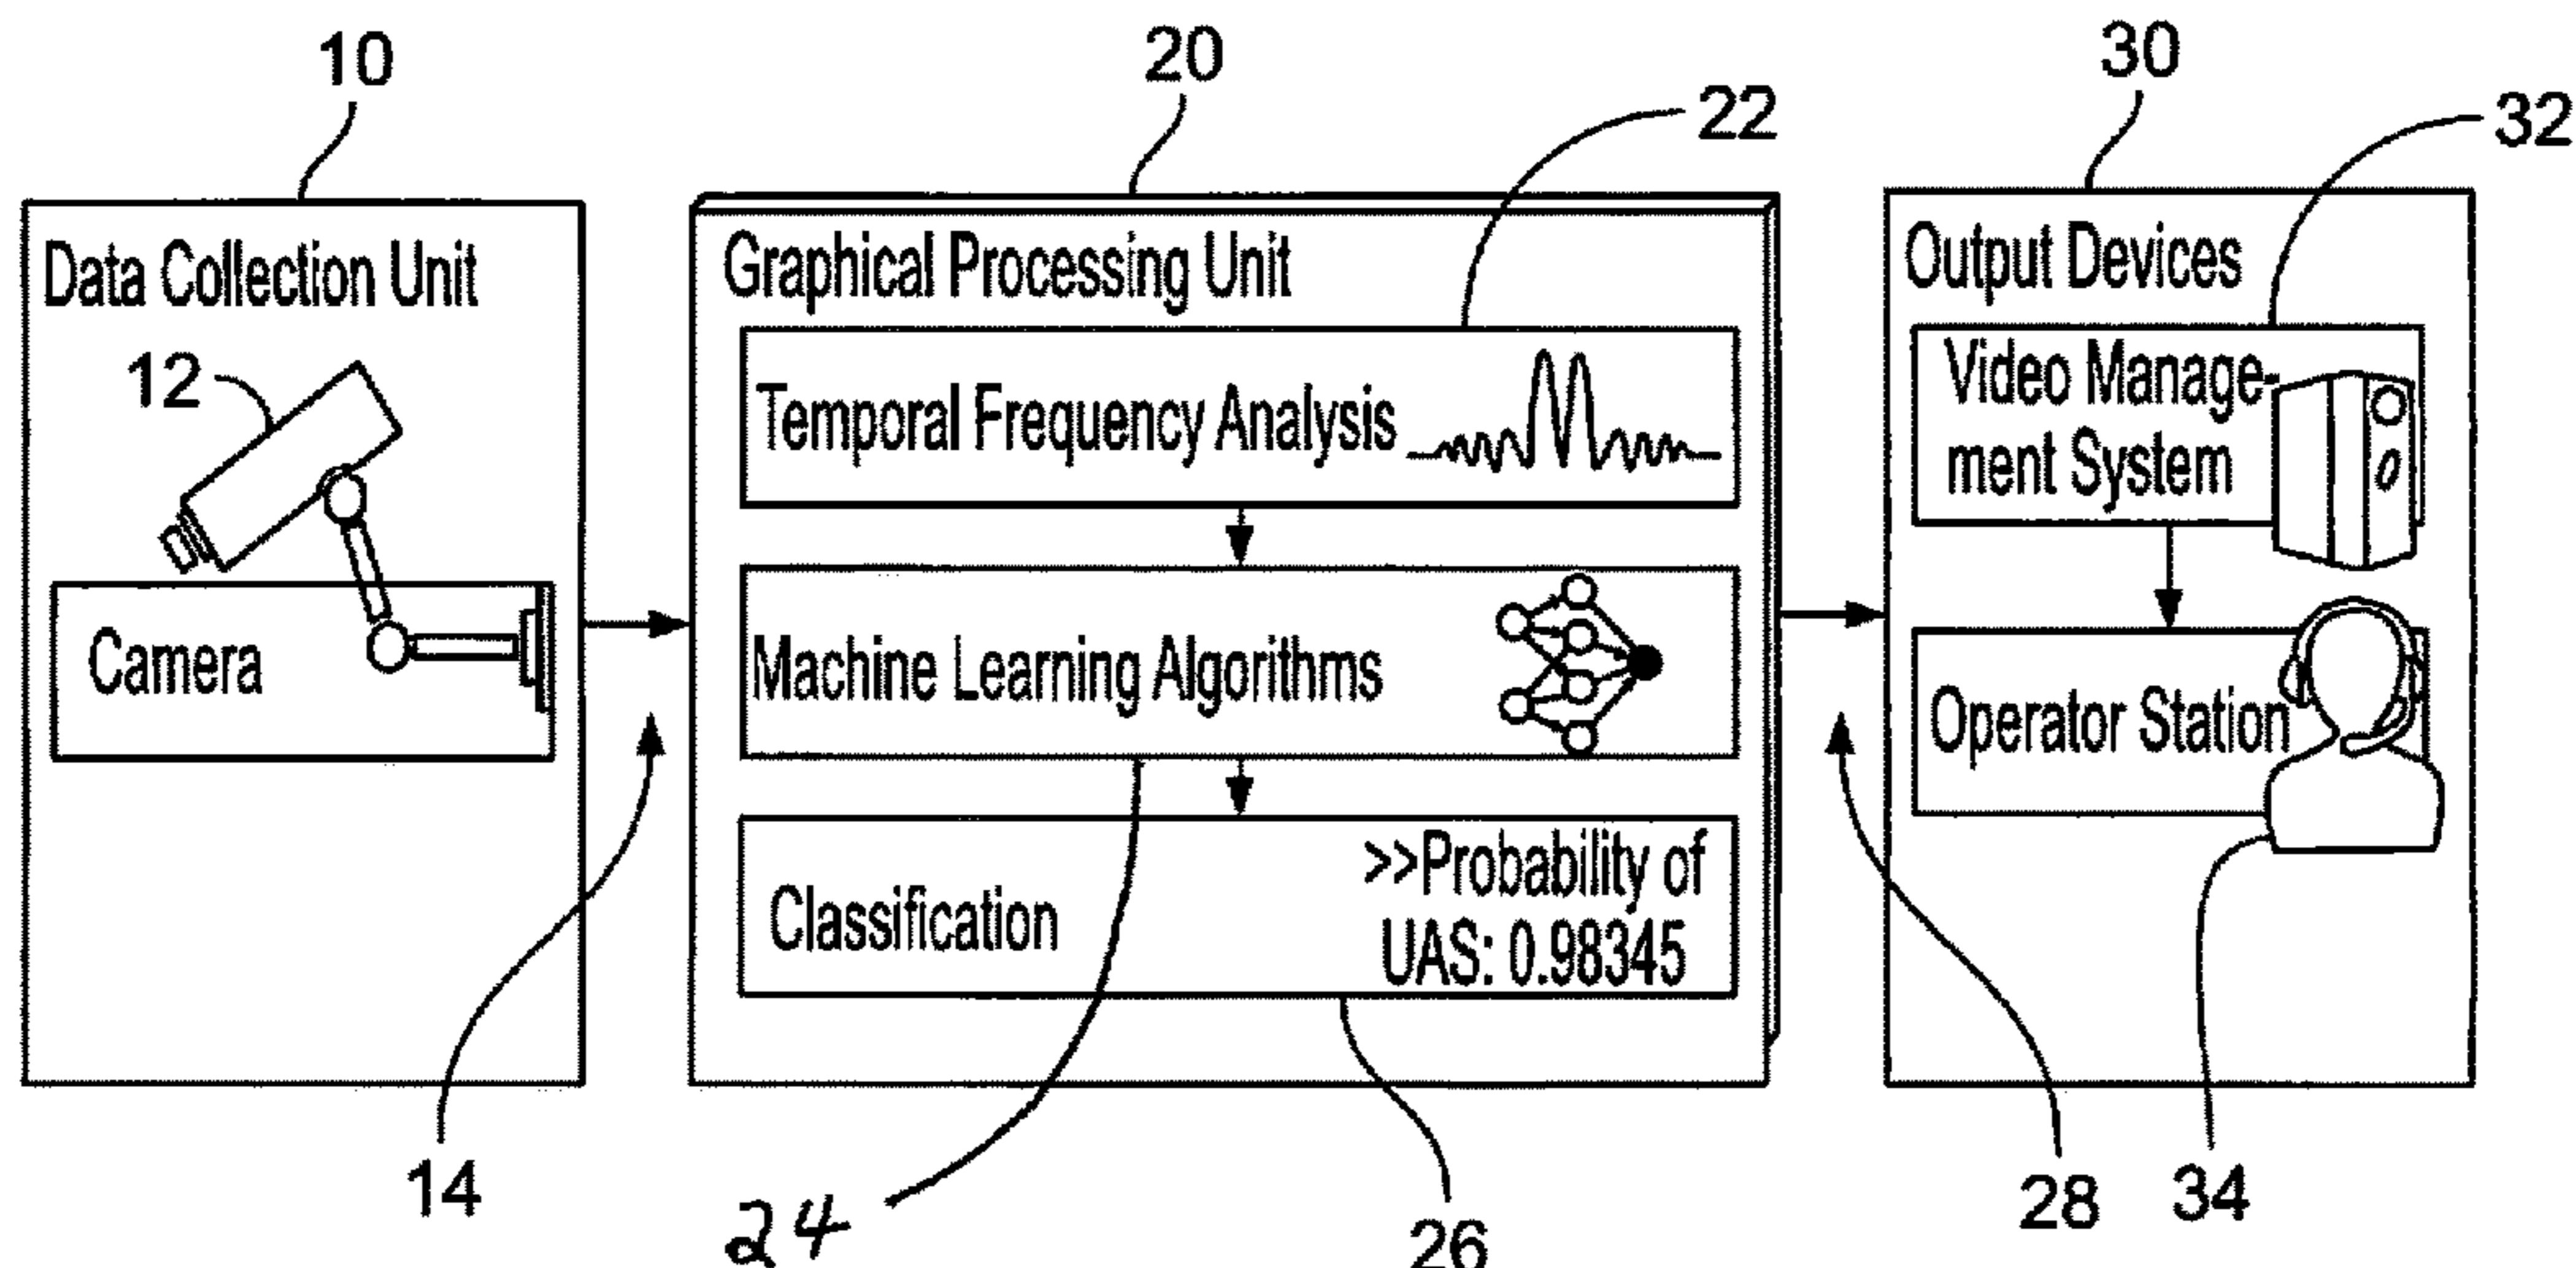 10
20
30
22
32
Data Collection Unit
12
Camera
14
Graphical Processing Unit
Temporal Frequency Analysis
Machine Learning Algorithms
24
Classification
>>Probability of
UAS: 0.98345
26
Output Devices
Video Manage-
ment System
Operator Station
28
34